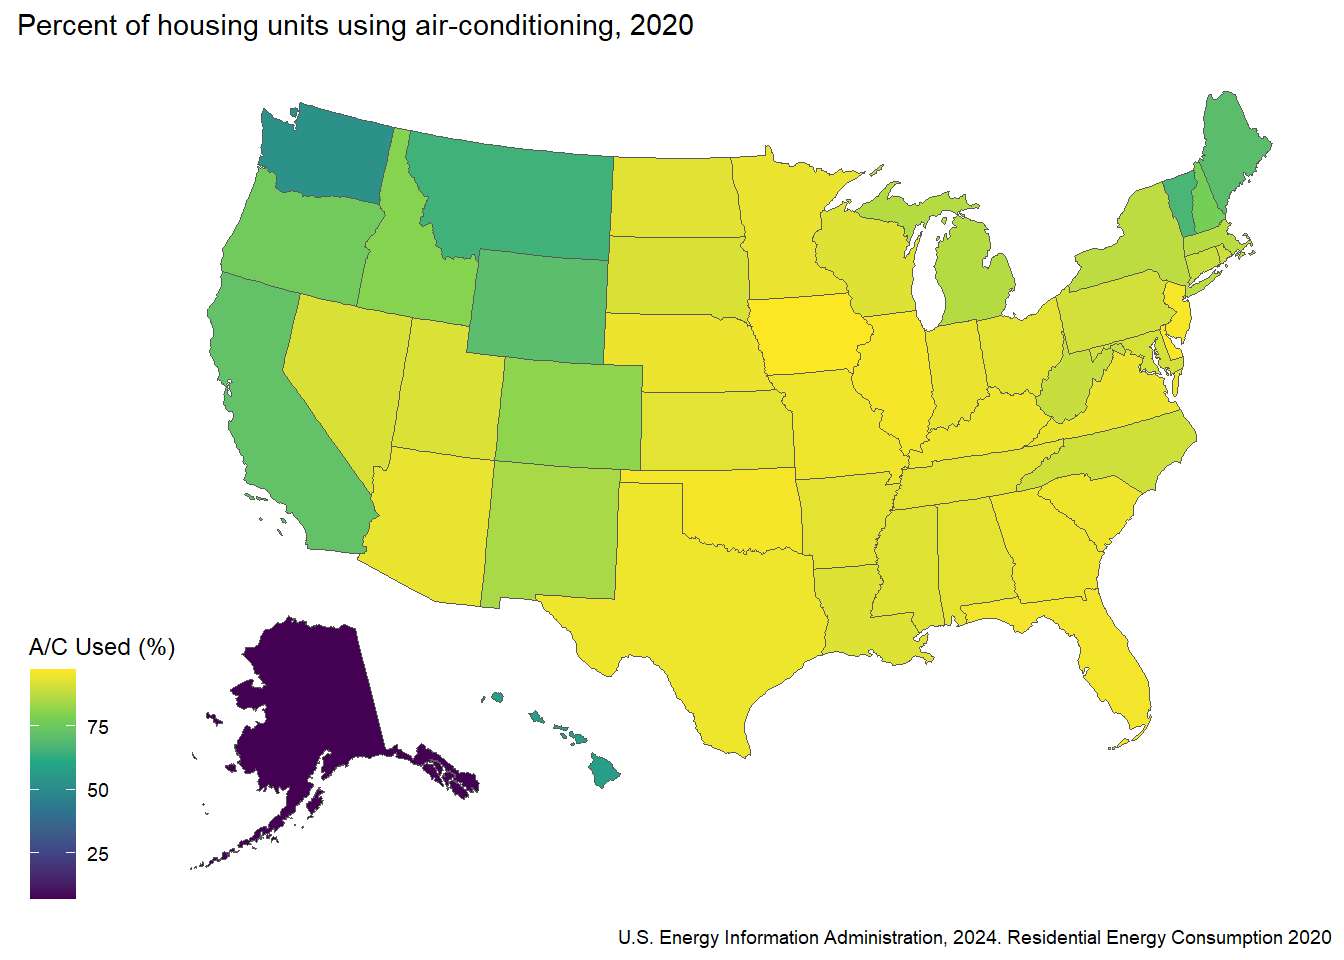 Percent of housing units using air-conditioning, 2020
A/C Used (%)
75
50
25
U.S. Energy Information Administration, 2024. Residential Energy Consumption 2020